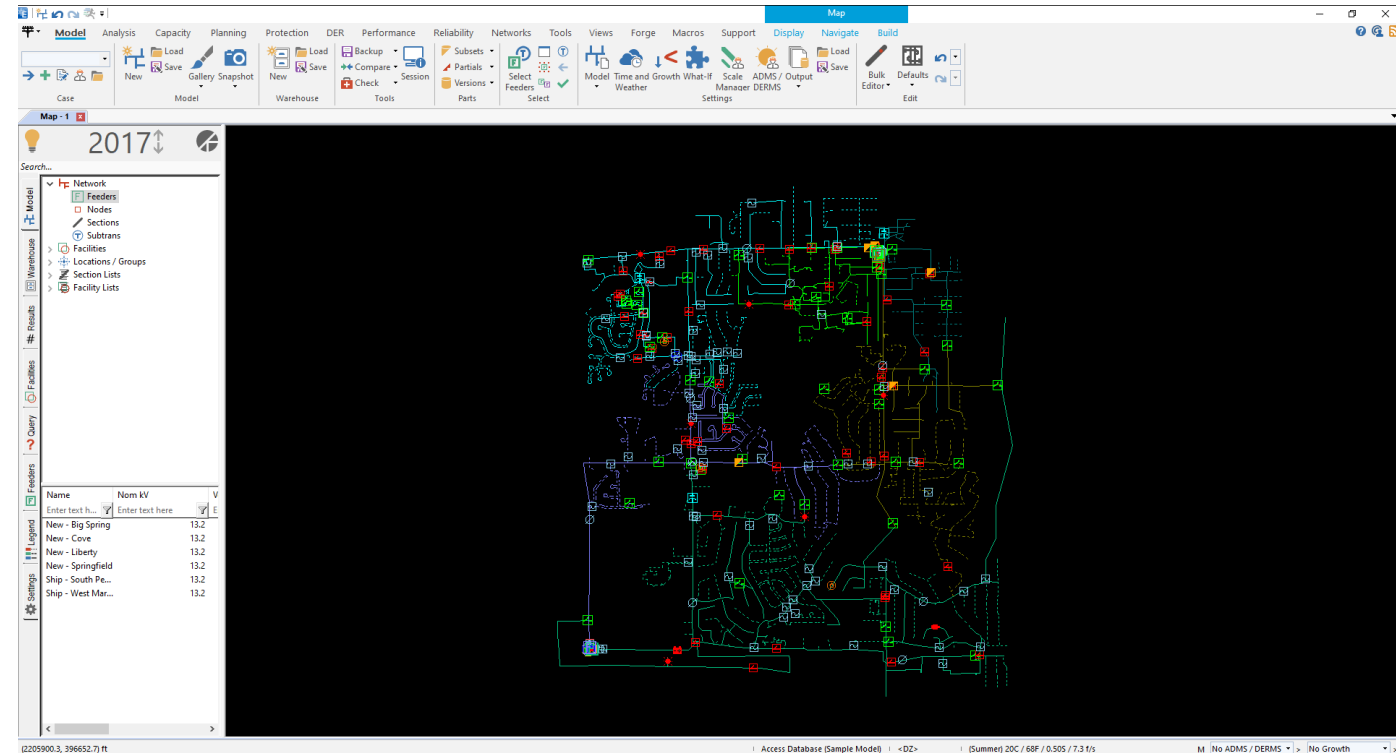 Map
Model Analysis Capacity Planning Protection DER Performance Reliability Networks Tools Views Forge Macros Support Display Navigate Build
New Load Save Gallery Snapshot
New Load Save
Backup Compare Check Session
Subsets Partials Versions
Select Feeders
Model Time and Weather Growth What-If Scale Manager ADMS / DERMS Output Load Save
Bulk Editor Defaults
Case Model Warehouse Tools Parts Select Settings Edit
Map - 1
2017
Search...
Network
Feeders
Nodes
Sections
Subtrans
Facilities
Locations / Groups
Section Lists
Facility Lists
Model
Warehouse
Results
Facilities
Query
Feeders
Legend
Settings
Name Nom kV V
Enter text h... Enter text here E
New - Big Spring 13.2
New - Cove 13.2
New - Liberty 13.2
New - Springfield 13.2
Ship - South Pe... 13.2
Ship - West Mar... 13.2
(2205900.3, 396652.7) ft Access Database (Sample Model) <DZ> (Summer) 20C / 68F / 0.50S / 7.3 f/s M No ADMS / DERMS > No Growth >